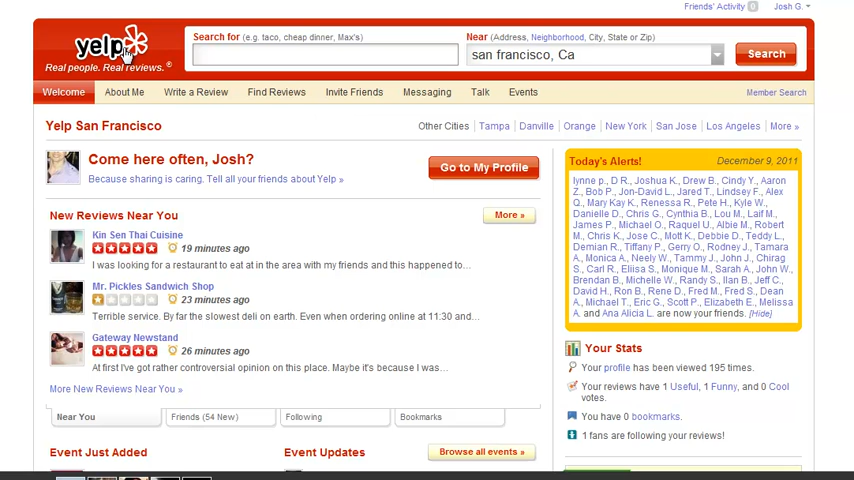 Friends' Activity 0 Josh G.
yelp
Real people. Real reviews. ®
Search for (e.g. taco, cheap dinner, Max's)
Near (Address, Neighborhood, City, State or Zip)
san francisco, Ca
Search
Welcome About Me Write a Review Find Reviews Invite Friends Messaging Talk Events Member Search
Yelp San Francisco
Other Cities Tampa Danville Orange New York San Jose Los Angeles More »
Come here often, Josh?
Because sharing is caring. Tell all your friends about Yelp »
Go to My Profile
New Reviews Near You
More »
Kin Sen Thai Cuisine
19 minutes ago
I was looking for a restaurant to eat at in the area with my friends and this happened to...
Mr. Pickles Sandwich Shop
23 minutes ago
Terrible service. By far the slowest deli on earth. Even when ordering online at 11:30 and...
Gateway Newstand
26 minutes ago
At first I've got rather controversial opinion on this place. Maybe it's because I was...
More New Reviews Near You »
Near You Friends (54 New) Following Bookmarks
Event Just Added
Event Updates
Browse all events »
Today's Alerts! December 9, 2011
lynne p., D R., Joshua K., Drew B., Cindy Y., Aaron
Z., Bob P., Jon-David L., Jared T., Lindsey F., Alex
Q., Mary Kay K., Renessa R., Pete H., Kyle W.,
Danielle D., Chris G., Cynthia B., Lou M., Laif M.,
James P., Michael O., Raquel U., Albie M., Robert
M., Chris K., Jose C., Mott K., Debbie D., Teddy L.,
Demian R., Tiffany P., Gerry O., Rodney J., Tamara
A., Monica A., Neely W., Tammy J., John J., Chirag
S., Carl R., Eliisa S., Monique M., Sarah A., John W.,
Brendan B., Michelle W., Randy S., Ilan B., Jeff C.,
David H., Ron B., Rene D., Fred M., Fred S., Dean
A., Michael T., Eric G., Scott P., Elizabeth E., Melissa
A. and Ana Alicia L. are now your friends. [Hide]
Your Stats
Your profile has been viewed 195 times.
Your reviews have 1 Useful, 1 Funny, and 0 Cool
votes.
You have 0 bookmarks.
1 fans are following your reviews!